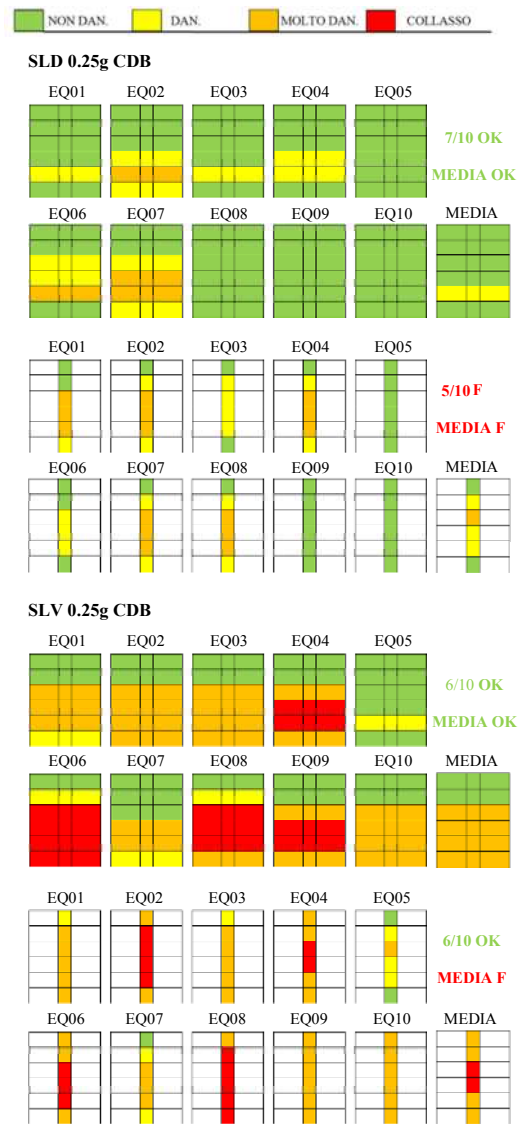 NON DAN. DAN. MOLTO DAN. COLLASSO
SLD 0.25g CDB
EQ01 EQ02 EQ03 EQ04 EQ05
7/10 OK
MEDIA OK
EQ06 EQ07 EQ08 EQ09 EQ10 MEDIA
EQ01 EQ02 EQ03 EQ04 EQ05
5/10 F
MEDIA F
EQ06 EQ07 EQ08 EQ09 EQ10 MEDIA
SLV 0.25g CDB
EQ01 EQ02 EQ03 EQ04 EQ05
6/10 OK
MEDIA OK
EQ06 EQ07 EQ08 EQ09 EQ10 MEDIA
EQ01 EQ02 EQ03 EQ04 EQ05
6/10 OK
MEDIA F
EQ06 EQ07 EQ08 EQ09 EQ10 MEDIA